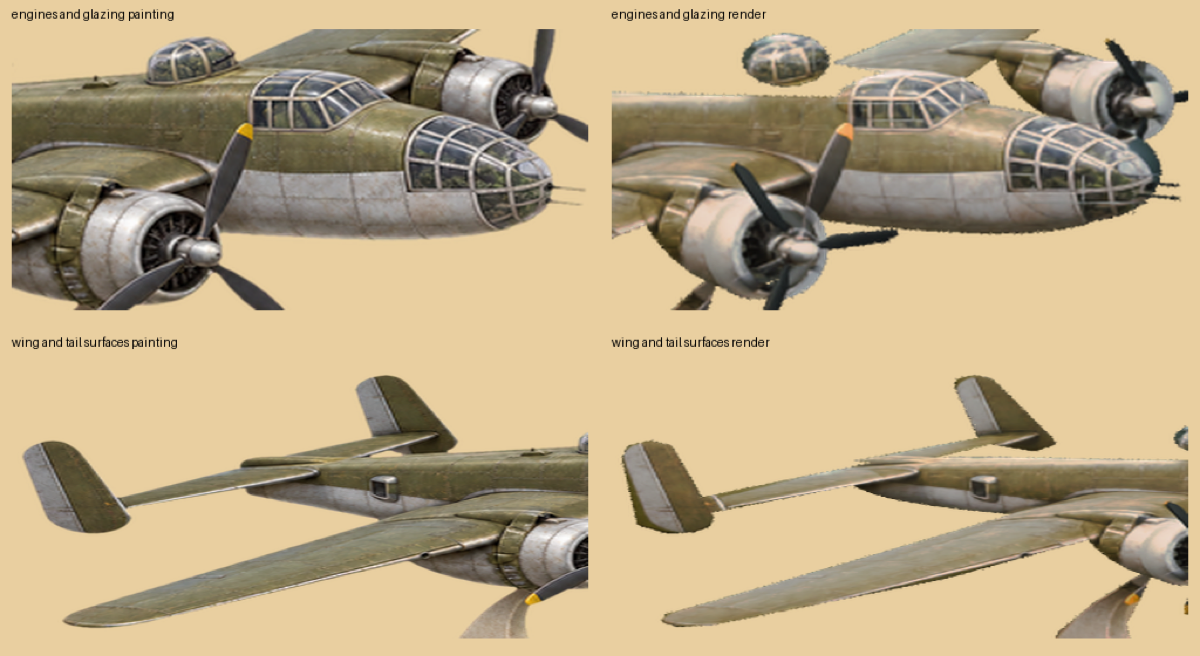 engines and glazing painting
engines and glazing render
wing and tail surfaces painting
wing and tail surfaces render